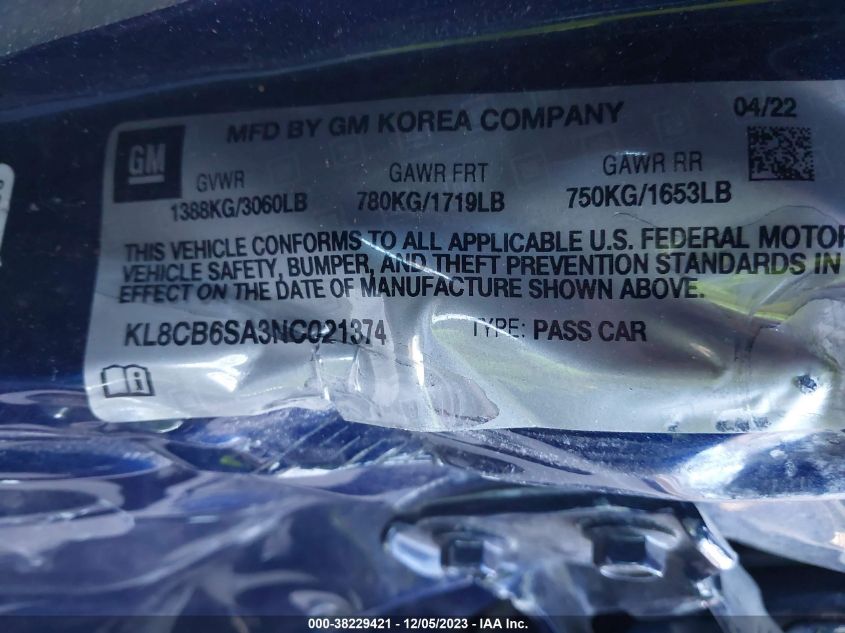 MFD BY GM KOREA COMPANY
04/22
GM
GVWR
1388KG/3060LB
GAWR FRT
780KG/1719LB
GAWR RR
750KG/1653LB
THIS VEHICLE CONFORMS TO ALL APPLICABLE U.S. FEDERAL MOTOR
VEHICLE SAFETY, BUMPER, AND THEFT PREVENTION STANDARDS IN
EFFECT ON THE DATE OF MANUFACTURE SHOWN ABOVE.
KL8CB6SA3NC021374
TYPE: PASS CAR
000-38229421 - 12/05/2023 - IAA Inc.